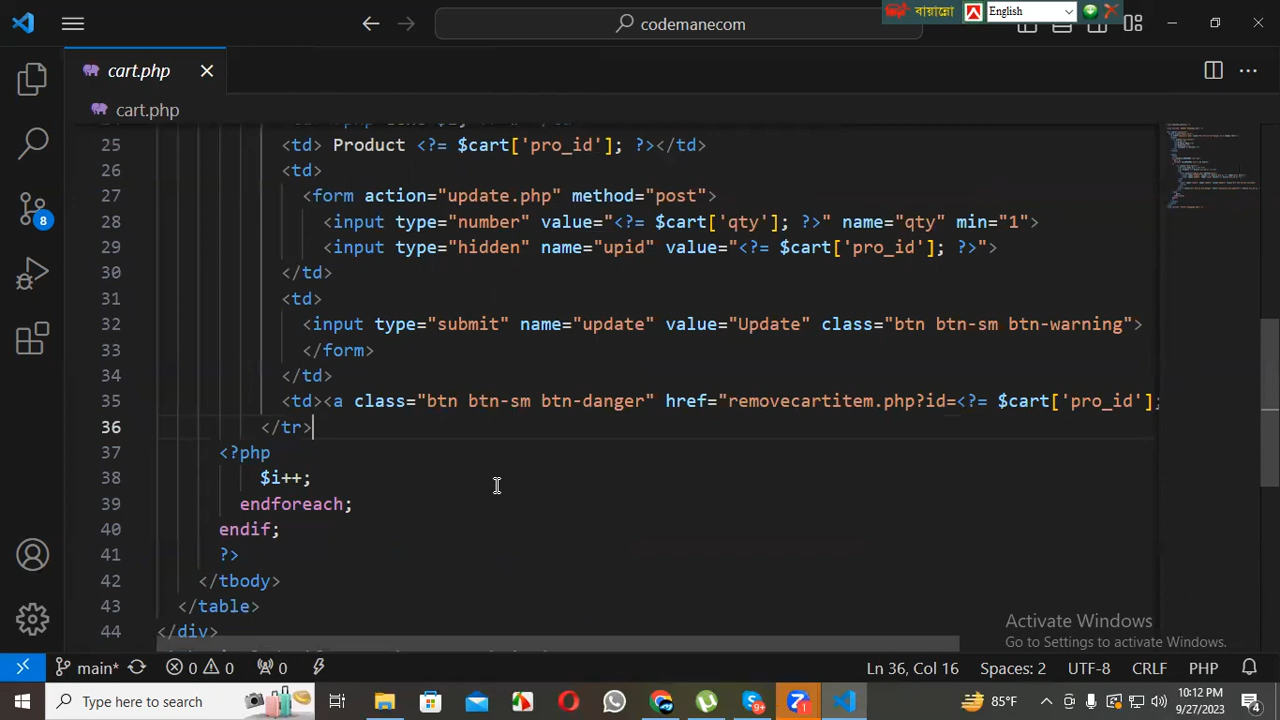 codemanecom
বায়ান্নো
English
cart.php
cart.php
25 <td> Product <?= $cart['pro_id']; ?></td>
26 <td>
27 <form action="update.php" method="post">
28 <input type="number" value="<?= $cart['qty']; ?>" name="qty" min="1">
29 <input type="hidden" name="upid" value="<?= $cart['pro_id']; ?>">
30 </td>
31 <td>
32 <input type="submit" name="update" value="Update" class="btn btn-sm btn-warning">
33 </form>
34 </td>
35 <td><a class="btn btn-sm btn-danger" href="removecartitem.php?id=<?= $cart['pro_id'];
36 </tr>
37 <?php
38 $i++;
39 endforeach;
40 endif;
41 ?>
42 </tbody>
43 </table>
44 </div>
8
Activate Windows
Go to Settings to activate Windows.
main* 0 0 0 Ln 36, Col 16 Spaces: 2 UTF-8 CRLF PHP
Type here to search 9+ 1 85°F 10:12 PM
9/27/2023 4